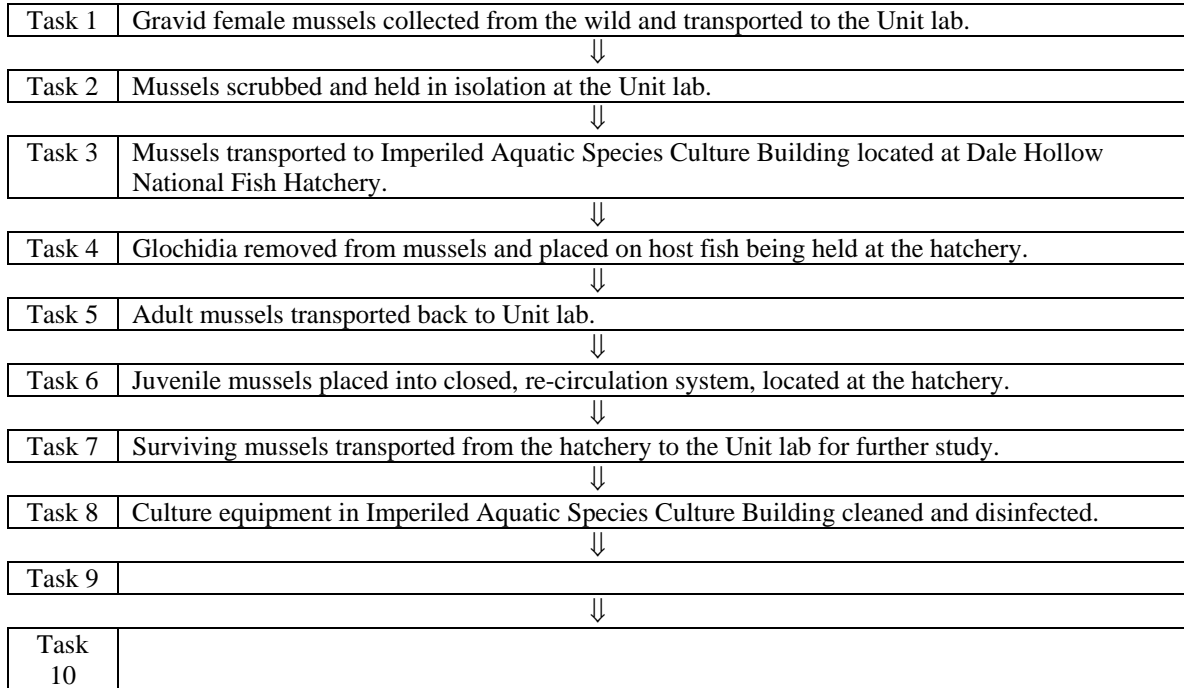 Task 1 Gravid female mussels collected from the wild and transported to the Unit lab.
⇓
Task 2 Mussels scrubbed and held in isolation at the Unit lab.
⇓
Task 3 Mussels transported to Imperiled Aquatic Species Culture Building located at Dale Hollow
National Fish Hatchery.
⇓
Task 4 Glochidia removed from mussels and placed on host fish being held at the hatchery.
⇓
Task 5 Adult mussels transported back to Unit lab.
⇓
Task 6 Juvenile mussels placed into closed, re-circulation system, located at the hatchery.
⇓
Task 7 Surviving mussels transported from the hatchery to the Unit lab for further study.
⇓
Task 8 Culture equipment in Imperiled Aquatic Species Culture Building cleaned and disinfected.
⇓
Task 9
⇓
Task
10